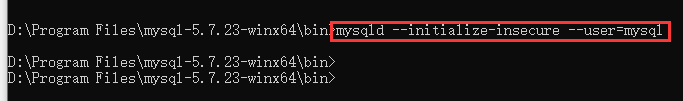 D:\Program Files\mysql-5.7.23-winx64\bin>mysqld --initialize-insecure --user=mysql
D:\Program Files\mysql-5.7.23-winx64\bin>
D:\Program Files\mysql-5.7.23-winx64\bin>